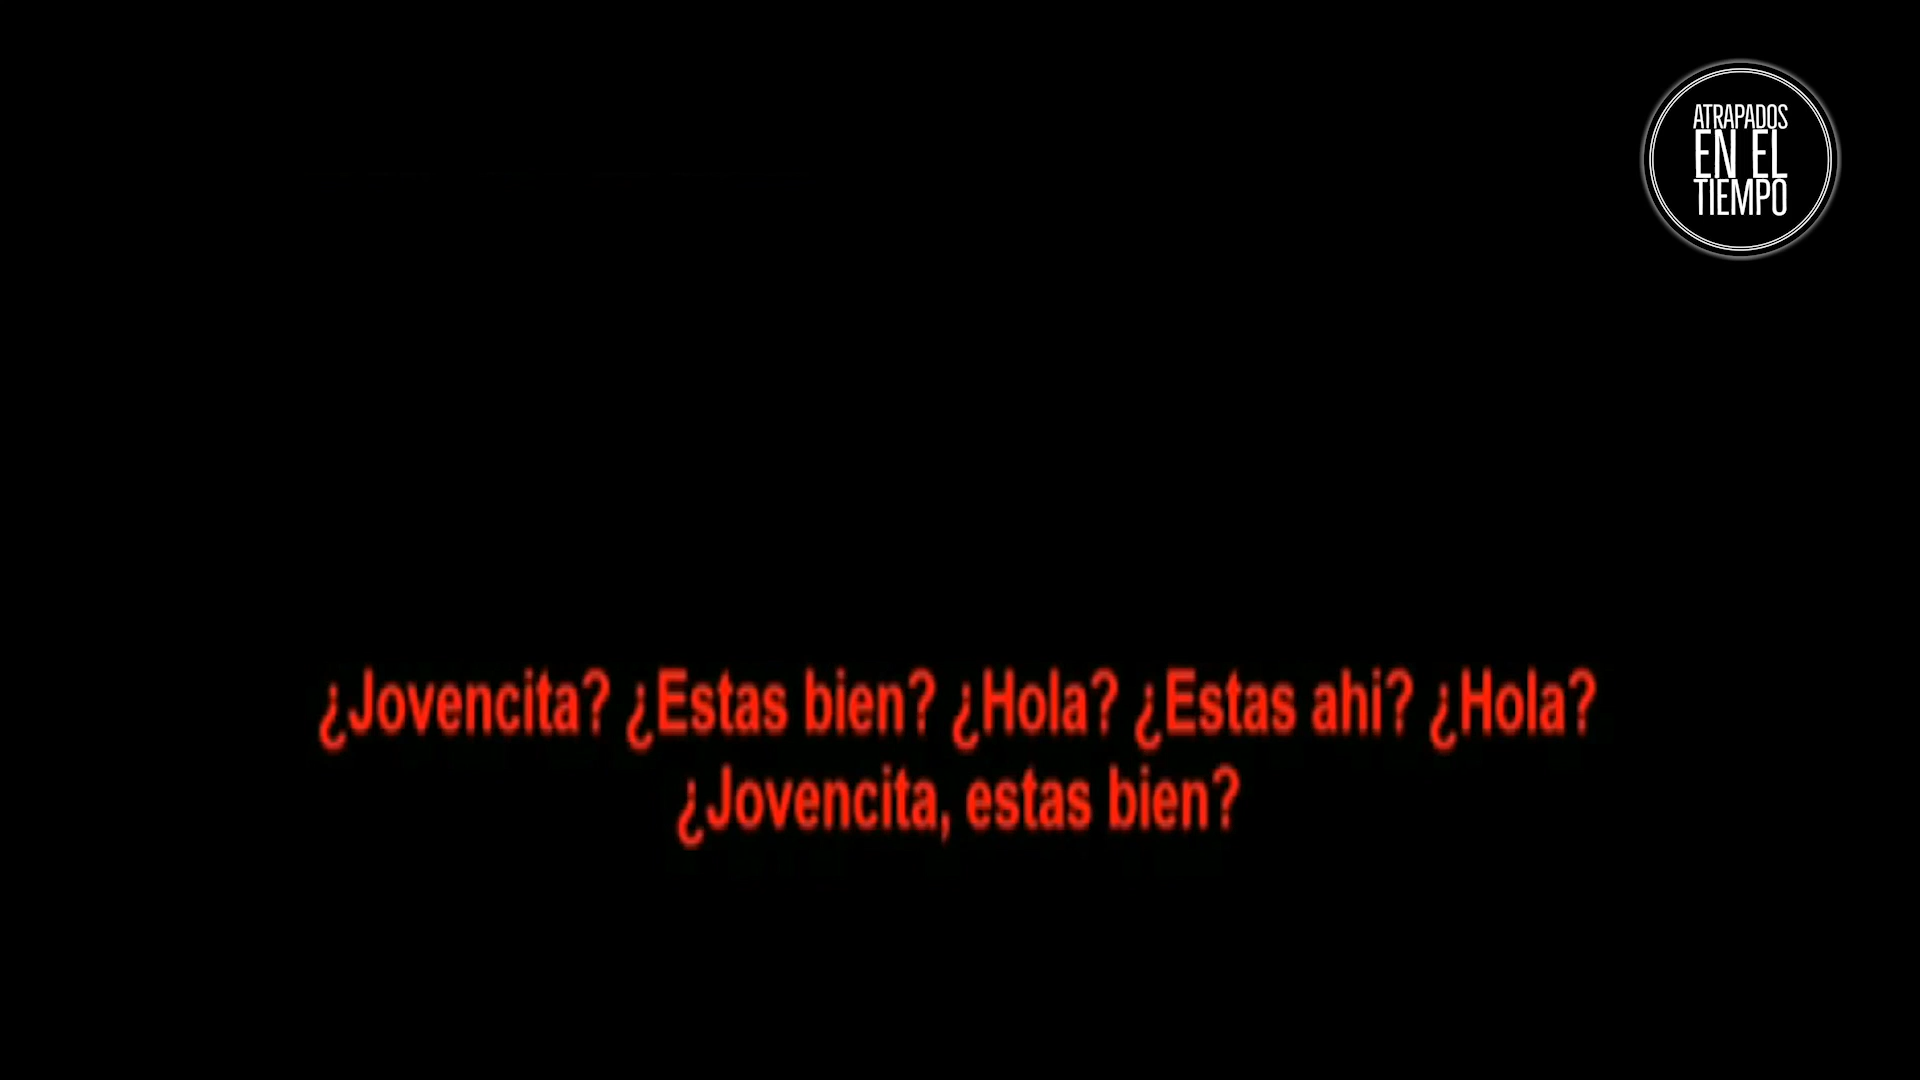 ATRAPADOS
EN EL
TIEMPO
¿Jovencita? ¿Estas bien? ¿Hola? ¿Estas ahi? ¿Hola?
¿Jovencita, estas bien?